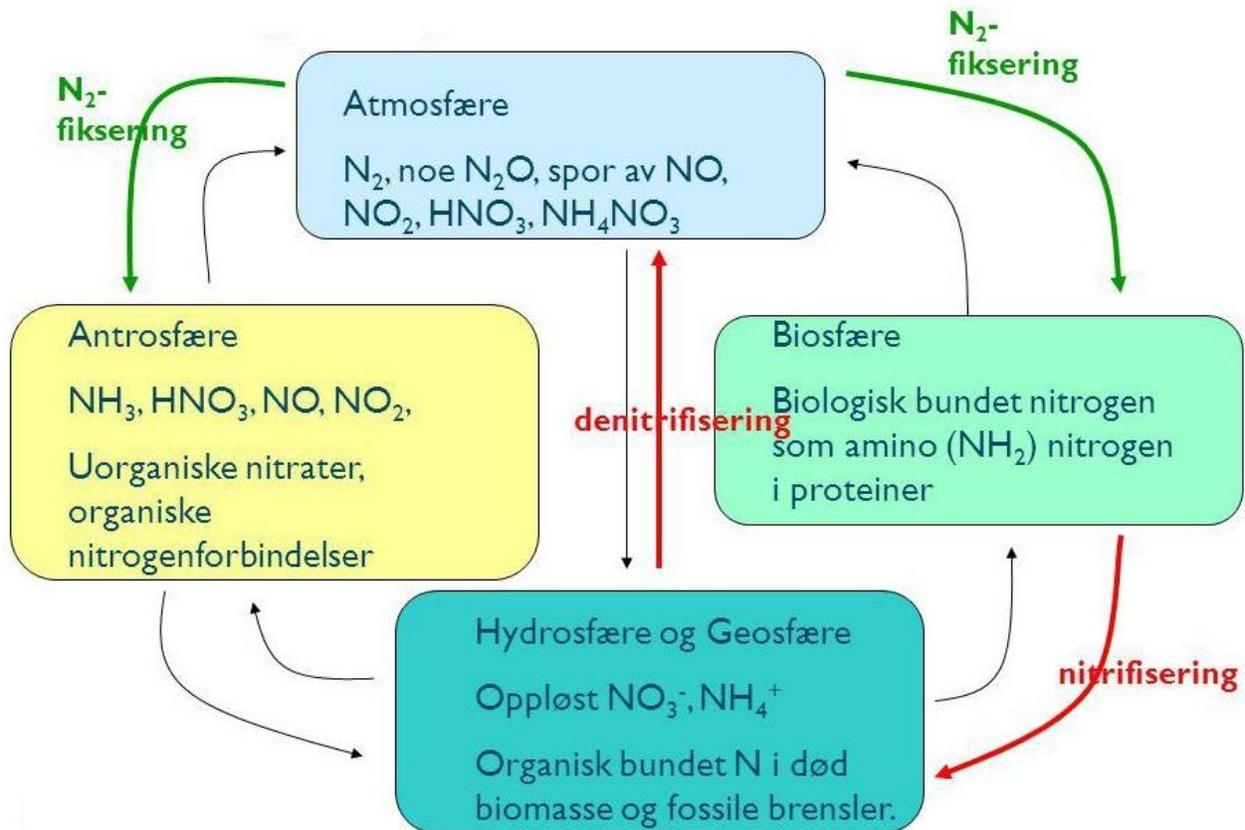 N₂-
fiksering
N₂-
fiksering
Atmosfære
N₂, noe N₂O, spor av NO,
NO₂, HNO₃, NH₄NO₃
Antrosfære
NH₃, HNO₃, NO, NO₂,
Uorganiske nitrater,
organiske
nitrogenforbindelser
denitrifisering
Biosfære
Biologisk bundet nitrogen
som amino (NH₂) nitrogen
i proteiner
Hydrosfære og Geosfære
Oppløst NO₃⁻, NH₄⁺
Organisk bundet N i død
biomasse og fossile brensler.
nitrifisering